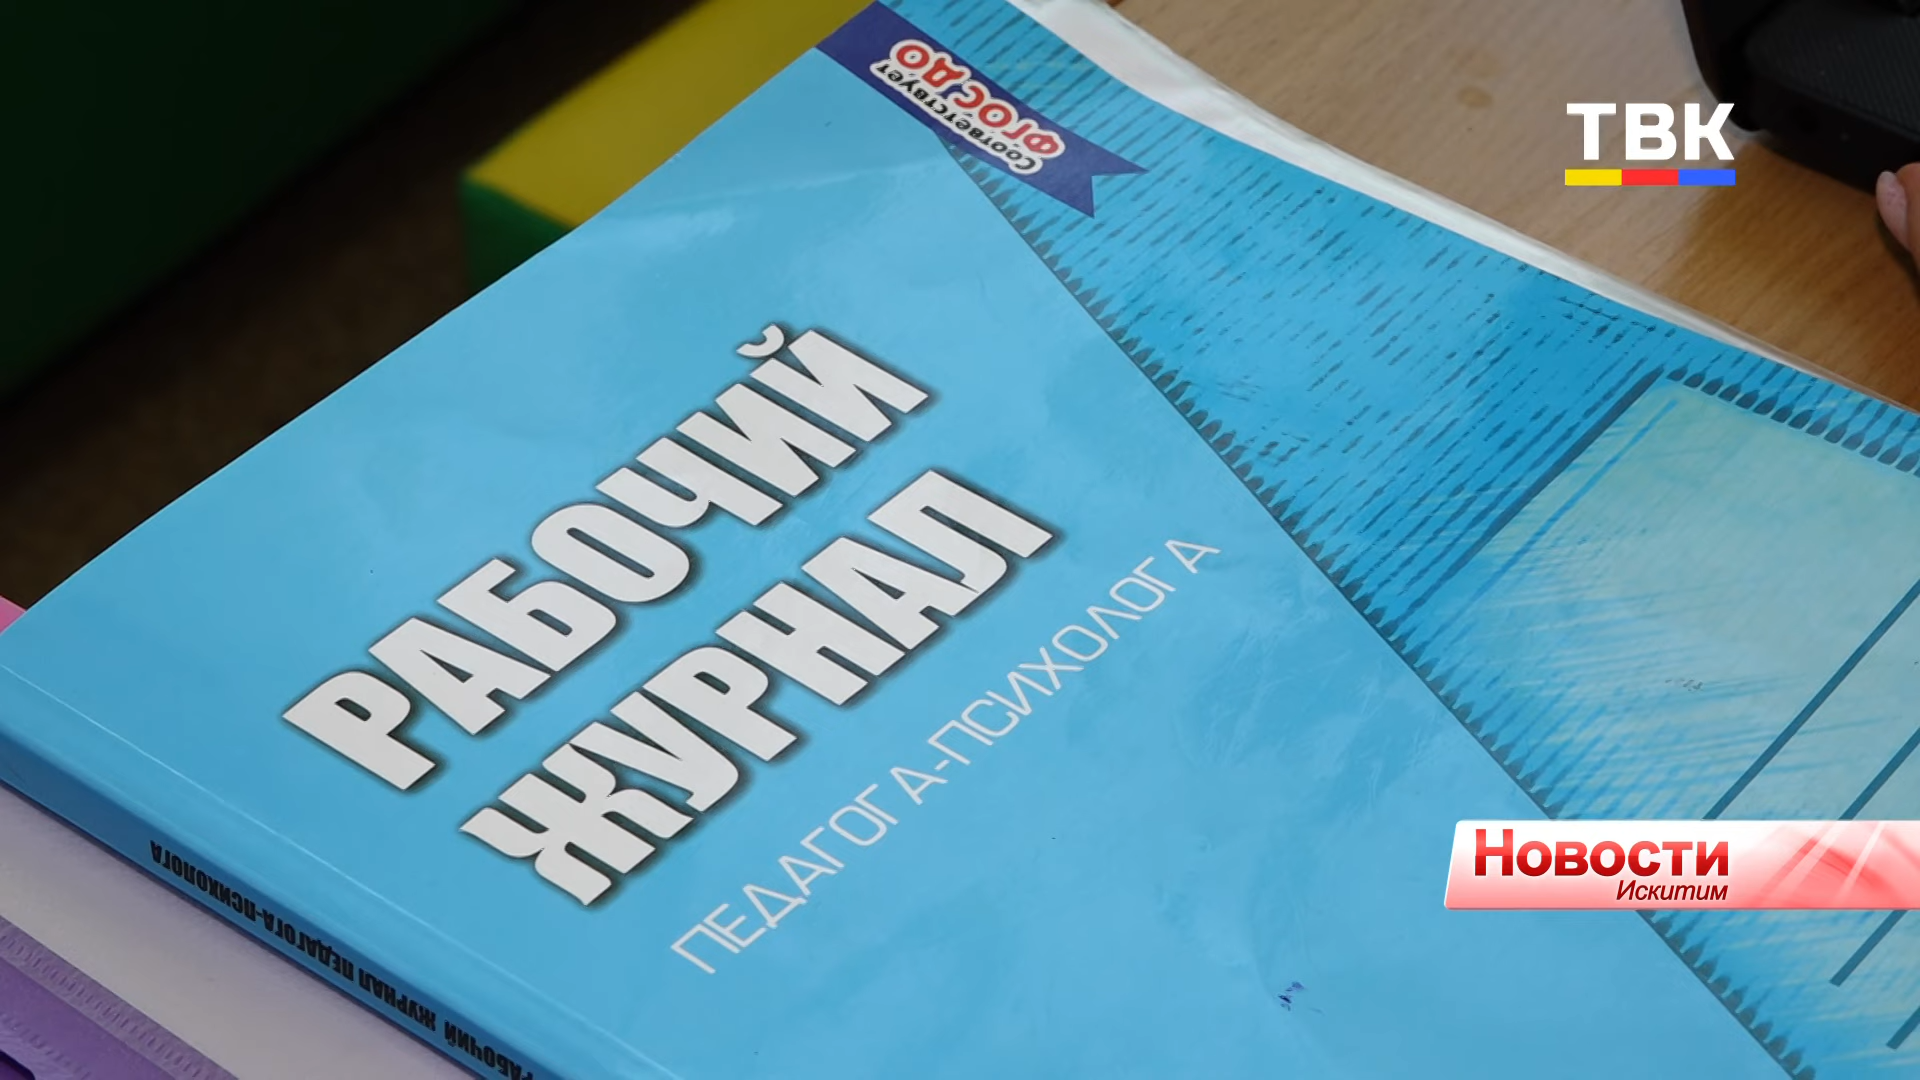 Соответствует
ФГОС ДО
ТВК
РАБОЧИЙ
ЖУРНАЛ
ПЕДАГОГА-ПСИХОЛОГА
РАБОЧИЙ ЖУРНАЛ ПЕДАГОГА-ПСИХОЛОГА
Новости
Искитим